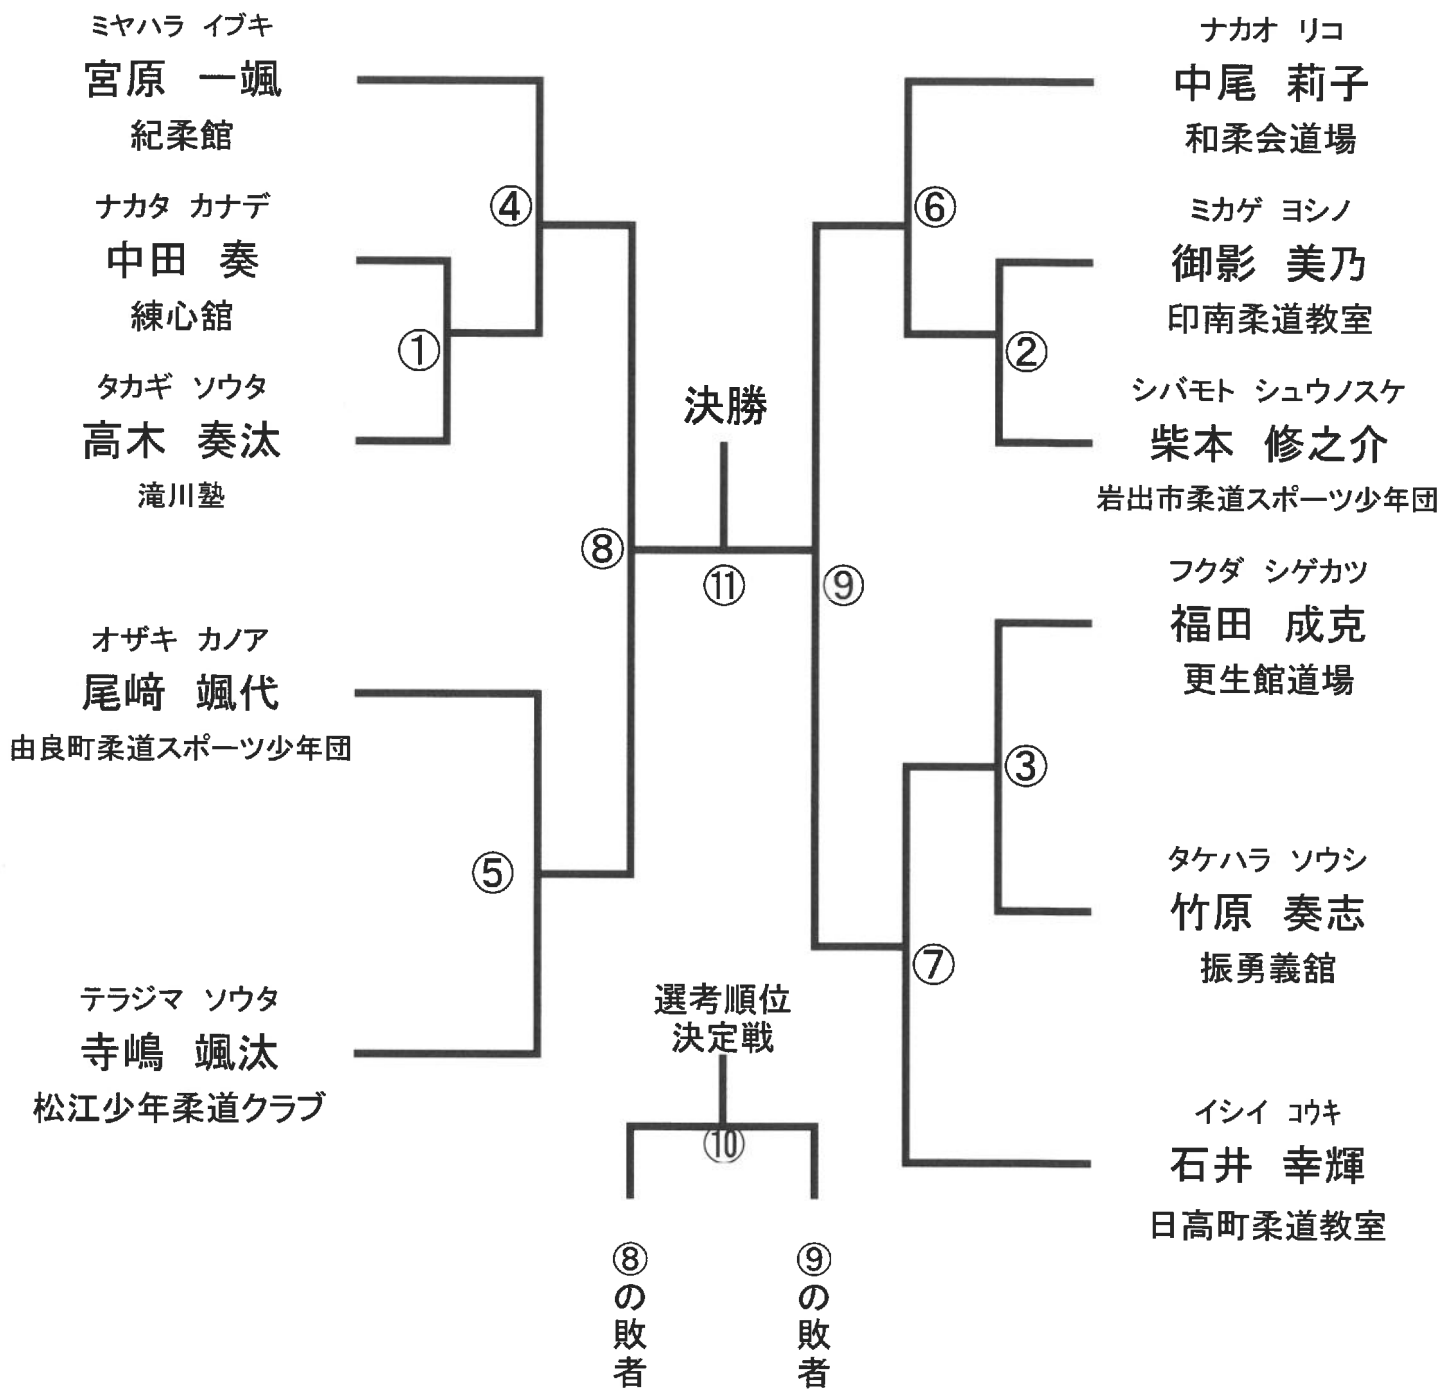 ミヤハラ イブキ
宮原 一颯
紀柔館
ナカタ カナデ
中田 奏
練心舘
タカギ ソウタ
高木 奏汰
滝川塾
オザキ カノア
尾﨑 颯代
由良町柔道スポーツ少年団
テラジマ ソウタ
寺嶋 颯汰
松江少年柔道クラブ
④
①
⑧
⑤
決勝
⑪
選考順位
決定戦
⑩
⑧の敗者
⑨の敗者
⑥
②
⑨
③
⑦
ナカオ リコ
中尾 莉子
和柔会道場
ミカゲ ヨシノ
御影 美乃
印南柔道教室
シバモト シュウノスケ
柴本 修之介
岩出市柔道スポーツ少年団
フクダ シゲカツ
福田 成克
更生館道場
タケハラ ソウシ
竹原 奏志
振勇義舘
イシイ コウキ
石井 幸輝
日高町柔道教室